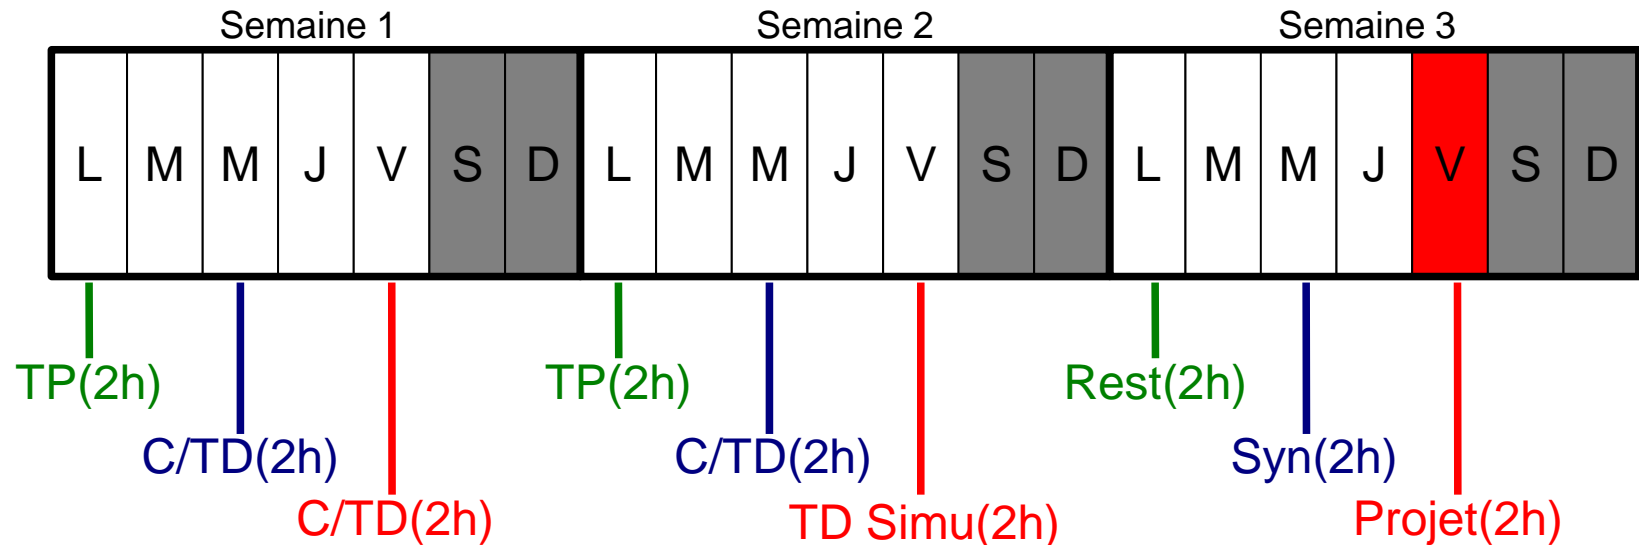 Semaine 1 Semaine 2 Semaine 3
L M M J V S D L M M J V S D L M M J V S D
TP(2h) TP(2h) Rest(2h)
C/TD(2h) C/TD(2h) Syn(2h)
C/TD(2h) TD Simu(2h) Projet(2h)